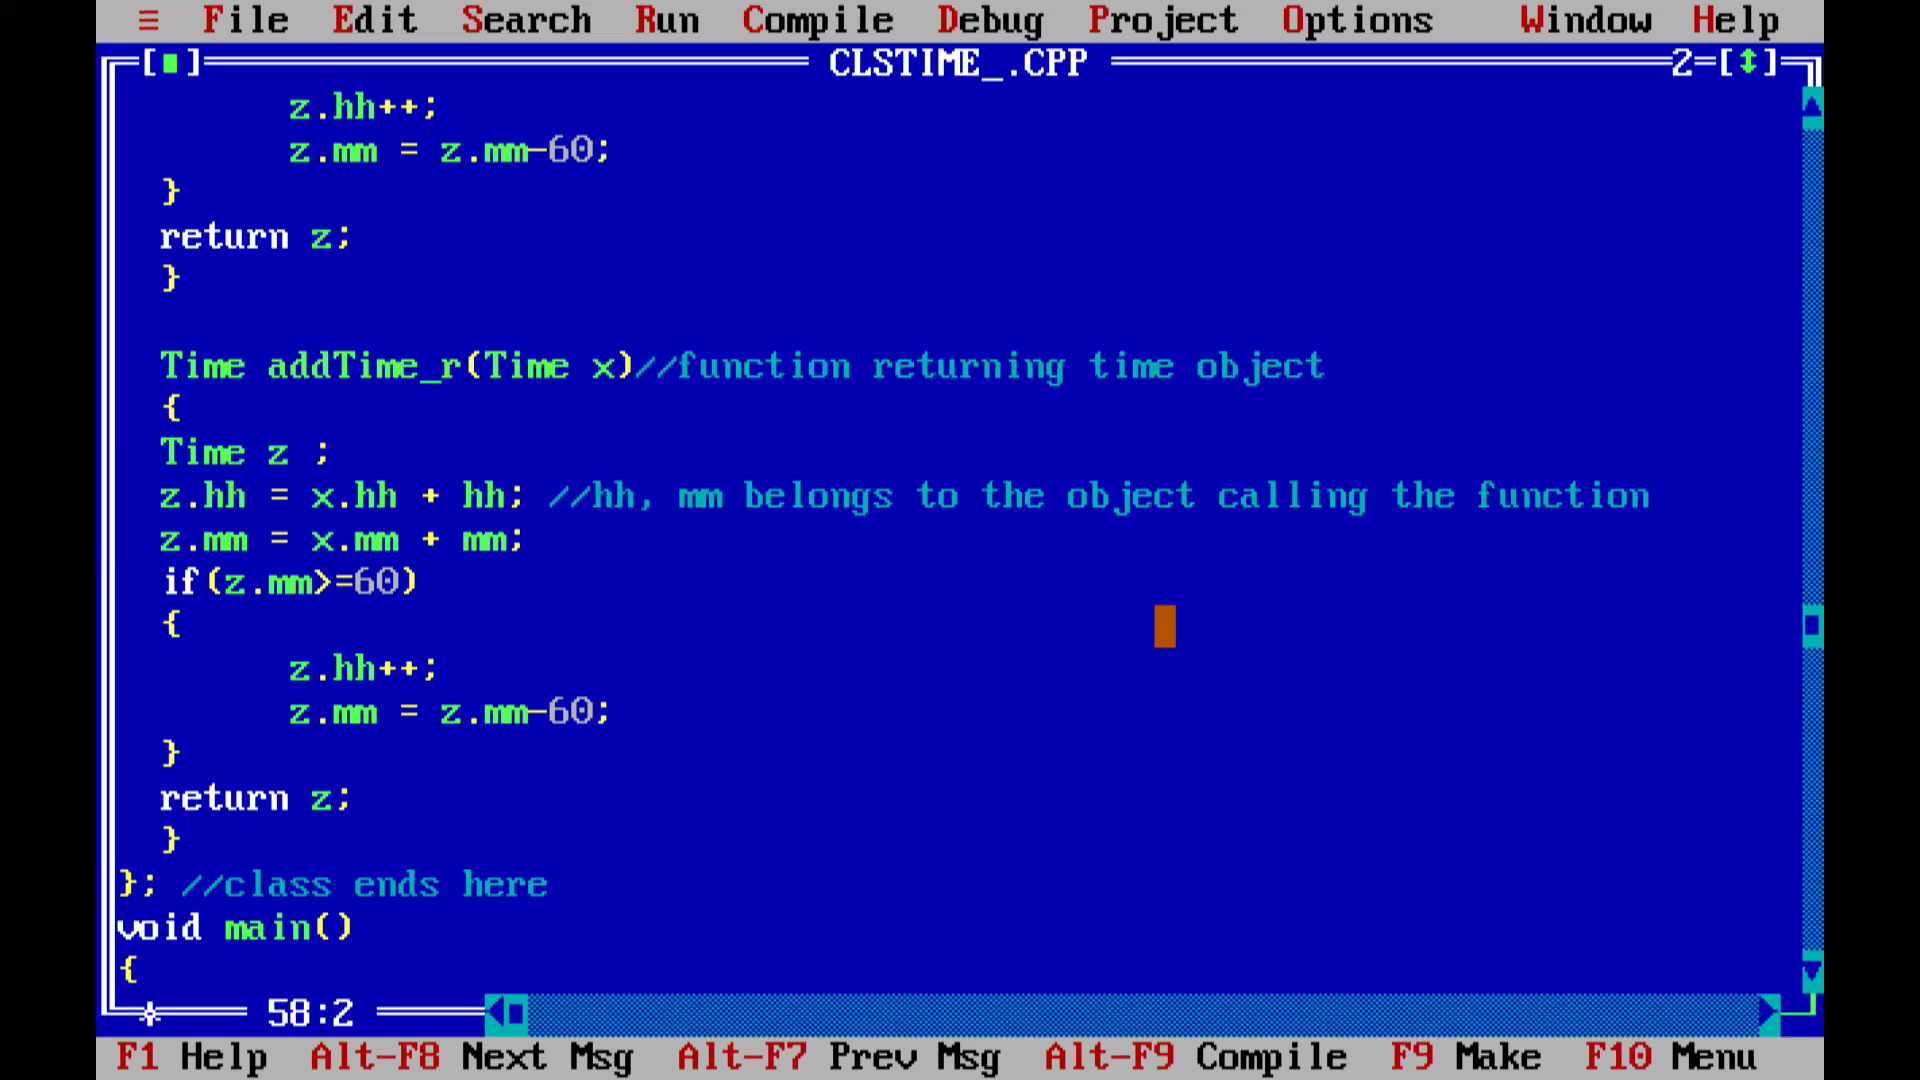 ≡ File Edit Search Run Compile Debug Project Options Window Help
[■] CLSTIME_.CPP 2=[↕]
z.hh++;
z.mm = z.mm-60;
}
return z;
}
Time addTime_r(Time x)//function returning time object
{
Time z ;
z.hh = x.hh + hh; //hh, mm belongs to the object calling the function
z.mm = x.mm + mm;
if(z.mm>=60)
{
z.hh++;
z.mm = z.mm-60;
}
return z;
}
}; //class ends here
void main()
{
58:2
F1 Help Alt-F8 Next Msg Alt-F7 Prev Msg Alt-F9 Compile F9 Make F10 Menu